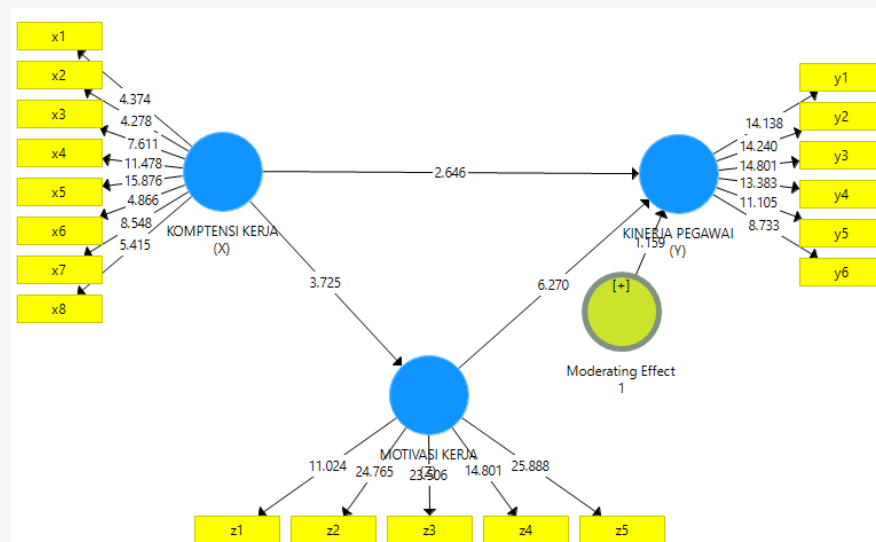 x1
x2
x3
x4
x5
x6
x7
x8
4.374
4.278
7.611
11.478
15.876
4.866
8.548
5.415
KOMPTENSI KERJA
(X)
2.646
3.725
6.270
1.159
KINERJA PEGAWAI
(Y)
14.138
14.240
14.801
13.383
11.105
8.733
y1
y2
y3
y4
y5
y6
[+]
Moderating Effect
1
MOTIVASI KERJA
(Z)
11.024
24.765
23.506
14.801
25.888
z1
z2
z3
z4
z5